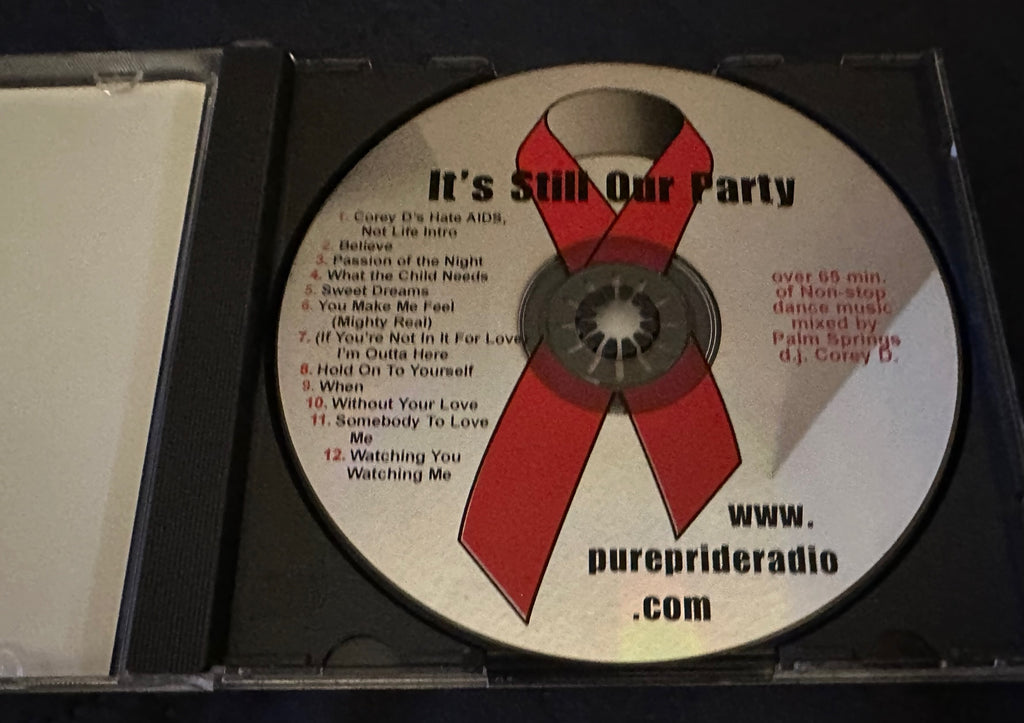 It's Still Our Party
1. Corey D's Hate AIDS,
Not Life Intro
2. Believe
3. Passion of the Night
4. What the Child Needs
5. Sweet Dreams
6. You Make Me Feel
(Mighty Real)
7. (If You're Not In It For Love
I'm Outta Here
8. Hold On To Yourself
9. When
10. Without Your Love
11. Somebody To Love
Me
12. Watching You
Watching Me
over 65 min.
of Non-stop
dance music
mixed by
Palm Springs
d.j. Corey D.
www.
pureprideradio
.com